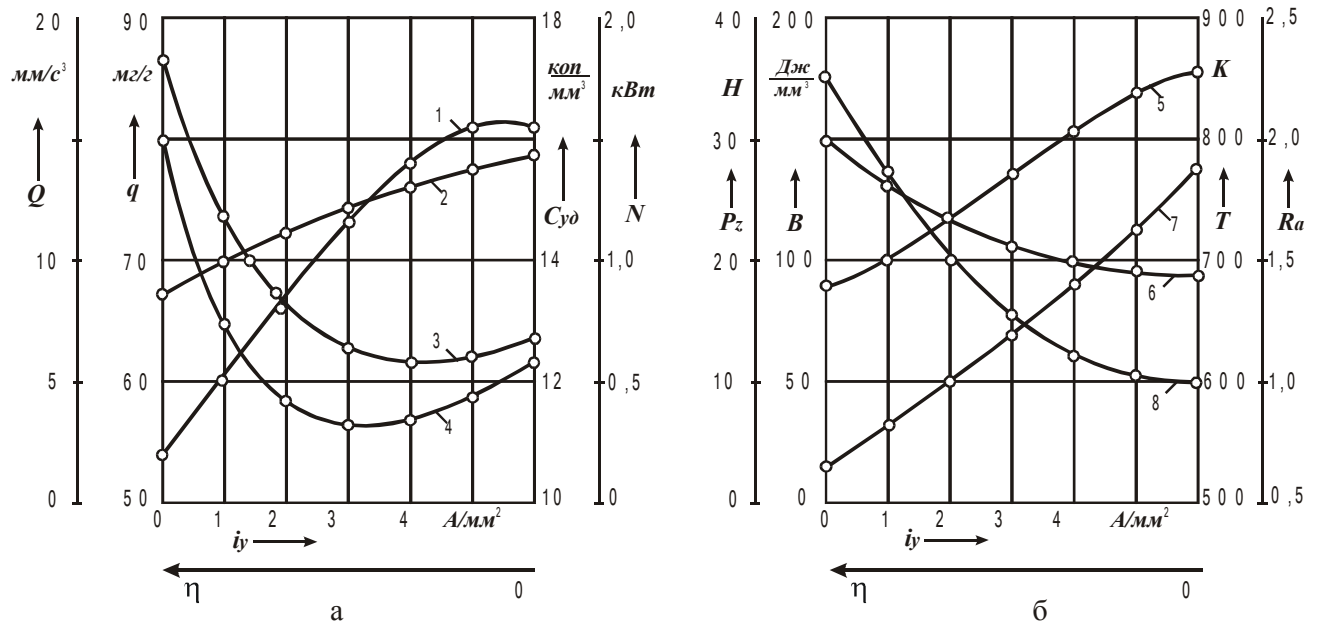 20 90 18 2,0
мм/с³ мг/г коп/мм³ кВт
Q q Cуд N
10 70 14 1,0
5 60 12 0,5
0 50 10 0
1
2
3
4
0 1 2 3 4 А/мм²
iy
η 0
а
40 200 900 2,5
Н Дж/мм³ К
30 800 2,0
Pz B T Ra
20 100 700 1,5
10 50 600 1,0
0 0 500 0,5
5
7
6
8
0 1 2 3 4 А/мм²
iy
η 0
б